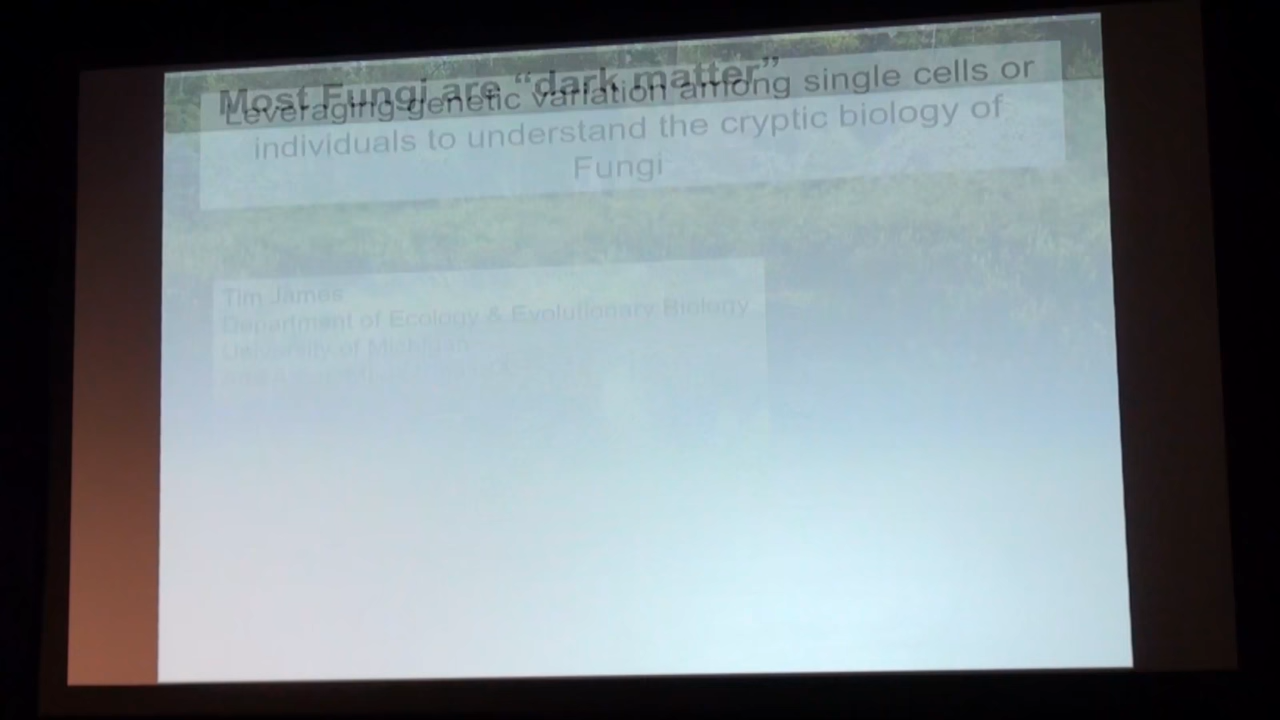 Most Fungi are “dark matter”
Leveraging genetic variation among single cells or
individuals to understand the cryptic biology of
Fungi
Tim James
Department of Ecology & Evolutionary Biology
University of Michigan